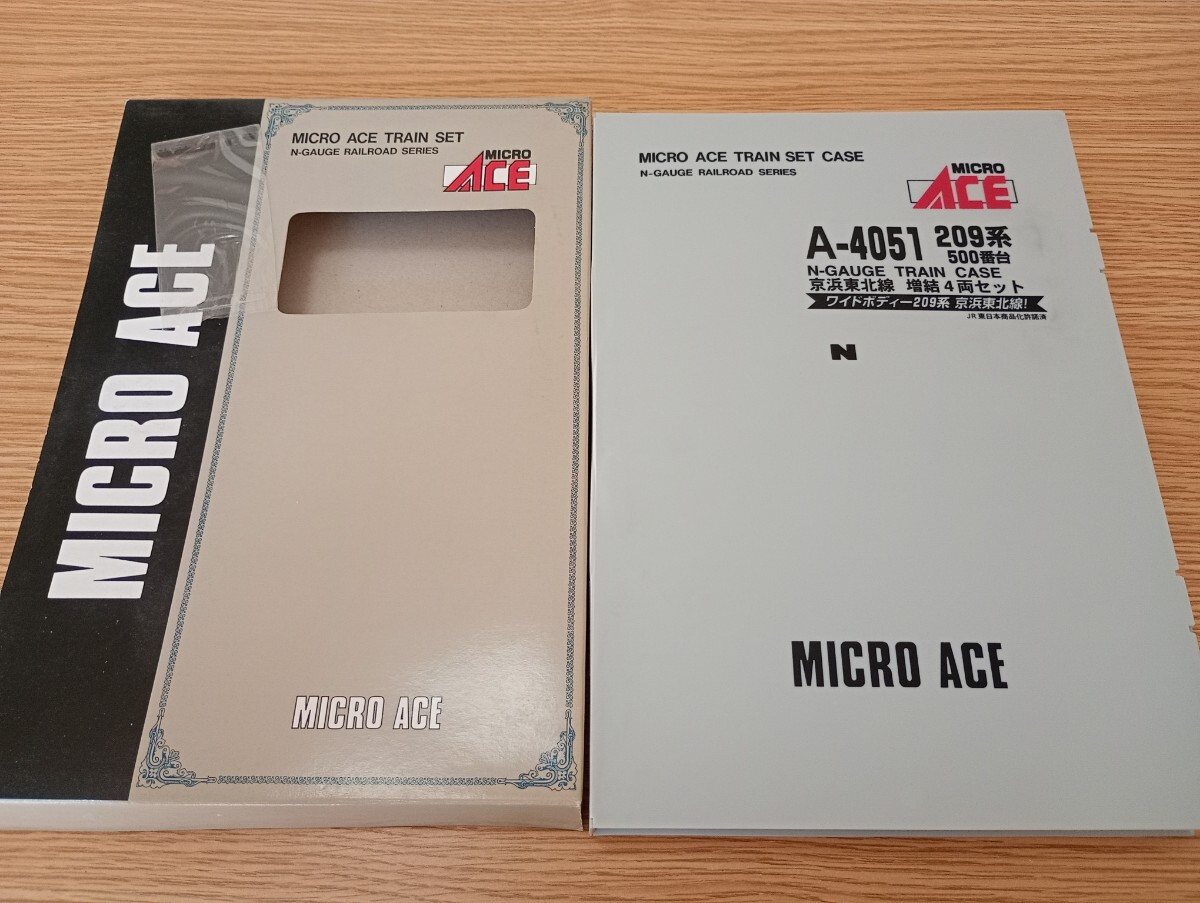 MICRO ACE
MICRO ACE TRAIN SET
N-GAUGE RAILROAD SERIES
MICRO
ACE
MICRO ACE
MICRO ACE TRAIN SET CASE
N-GAUGE RAILROAD SERIES
MICRO
ACE
A-4051 209系
500番台
N-GAUGE TRAIN CASE
京浜東北線 増結4両セット
ワイドボディー209系 京浜東北線!
JR東日本商品化許諾済
N
MICRO ACE